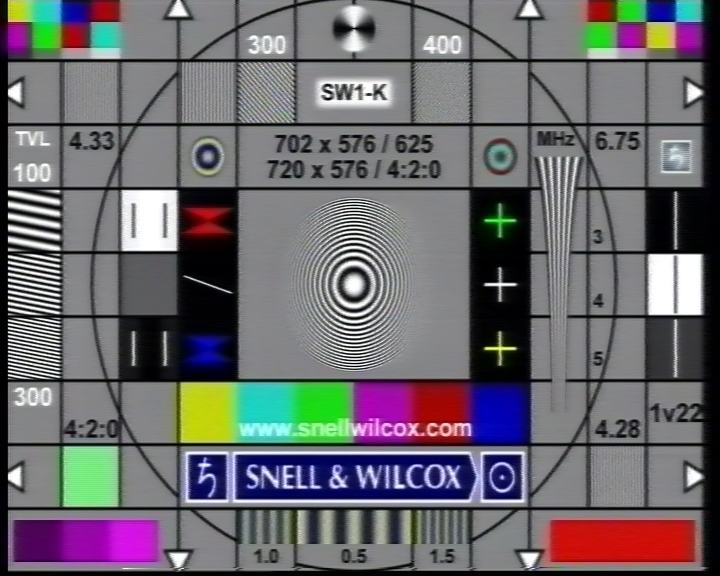 300 400
SW1-K
TVL 4.33 702 x 576 / 625 MHz 6.75
100 720 x 576 / 4:2:0 ち
3
4
5
300
4:2:0 www.snellwilcox.com 4.28 1v22
ち SNELL & WILCOX
1.0 0.5 1.5